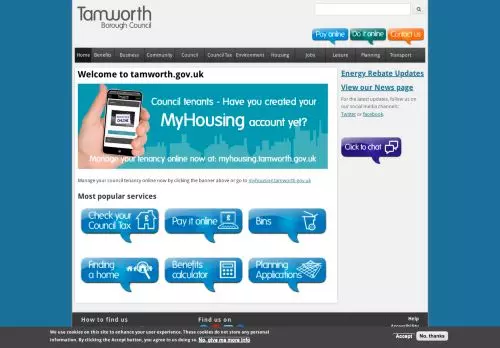 Tamworth
Borough Council
Pay online
Do it online
Contact us
Home Benefits Business Community Council Council Tax Environment Housing Jobs Leisure Planning Transport
Welcome to tamworth.gov.uk
Council tenants - Have you created your
MyHousing account yet?
Manage your tenancy online now at: myhousing.tamworth.gov.uk
Manage your council tenancy online now by clicking the banner above or go to myhousing.tamworth.gov.uk
Most popular services
Check your
Council Tax
Pay it online
Bins
Finding
a home
Benefits
calculator
Planning
Applications
Energy Rebate Updates
View our News page
For the latest updates, follow us on
our social media channels:
Twitter or Facebook.
Click to chat
How to find us
Find us on
Help
Accessibility
We use cookies on this site to enhance your user experience. These cookies do not store any personal
information. By clicking the Accept button, you agree to us doing so. No, give me more info
Accept
No, thanks